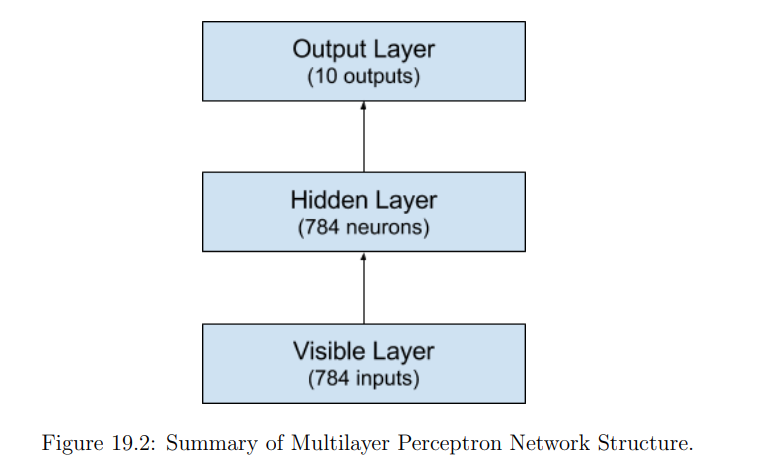 Output Layer
(10 outputs)
Hidden Layer
(784 neurons)
Visible Layer
(784 inputs)
Figure 19.2: Summary of Multilayer Perceptron Network Structure.